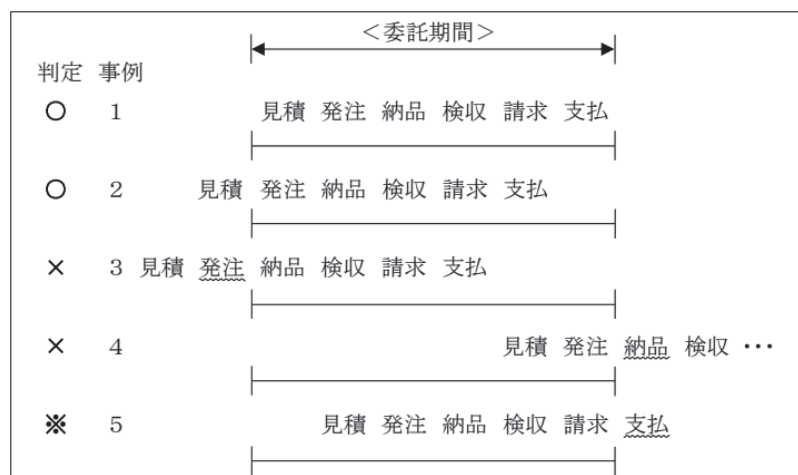 ＜委託期間＞
判定 事例
○ 1 見積 発注 納品 検収 請求 支払
○ 2 見積 発注 納品 検収 請求 支払
× 3 見積 発注 納品 検収 請求 支払
× 4 見積 発注 納品 検収 ・・・
※ 5 見積 発注 納品 検収 請求 支払